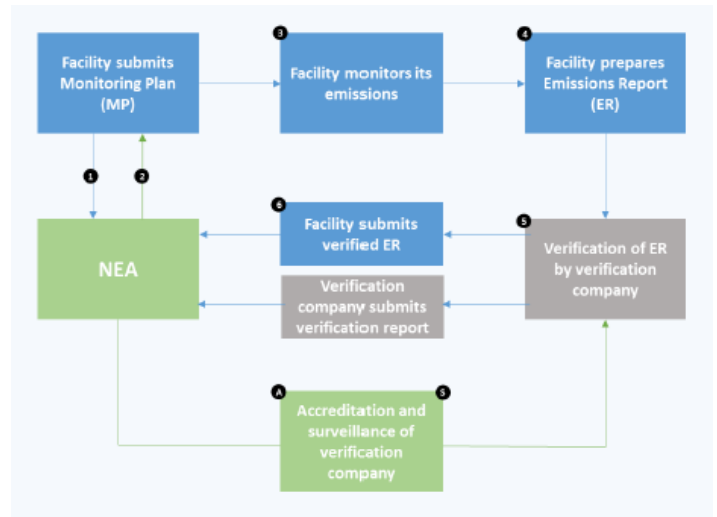 Facility submits
Monitoring Plan
(MP)
3
Facility monitors its
emissions
4
Facility prepares
Emissions Report
(ER)
1
2
NEA
6
Facility submits
verified ER
Verification
company submits
verification report
5
Verification of ER
by verification
company
A
S
Accreditation and
surveillance of
verification
company